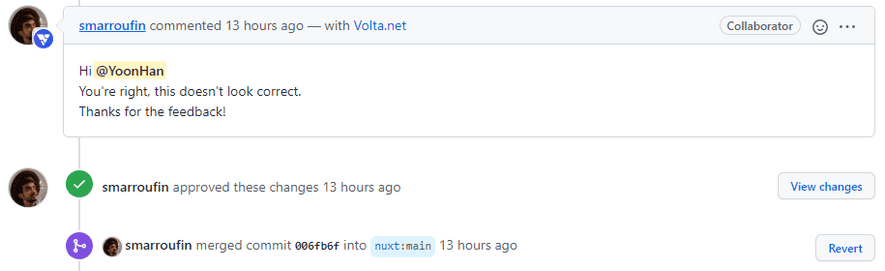 smarroufin commented 13 hours ago — with Volta.net
Collaborator
Hi @YoonHan
You're right, this doesn't look correct.
Thanks for the feedback!
smarroufin approved these changes 13 hours ago
View changes
smarroufin merged commit 006fb6f into nuxt:main 13 hours ago
Revert